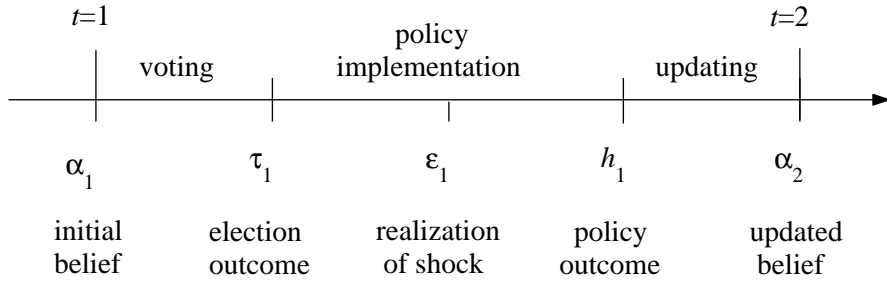 t=1
t=2
policy
voting implementation updating
α₁ τ₁ ε₁ h₁ α₂
initial election realization policy updated
belief outcome of shock outcome belief